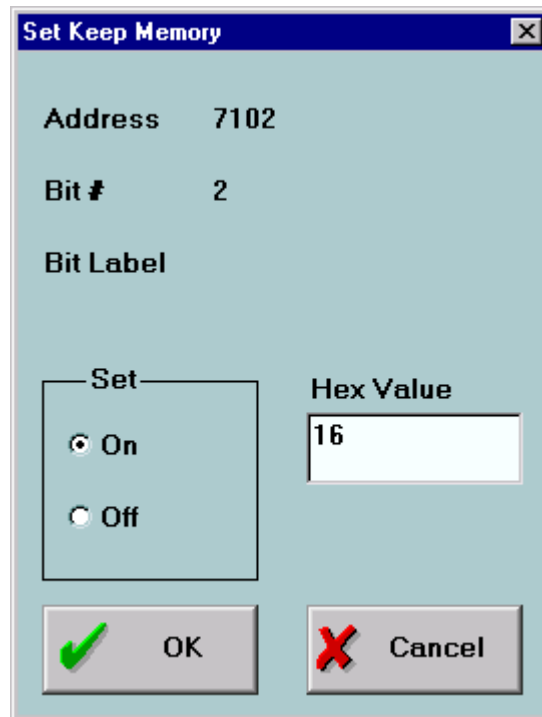 Set Keep Memory
Address 7102
Bit # 2
Bit Label
Set
Hex Value
On
16
Off
OK
Cancel